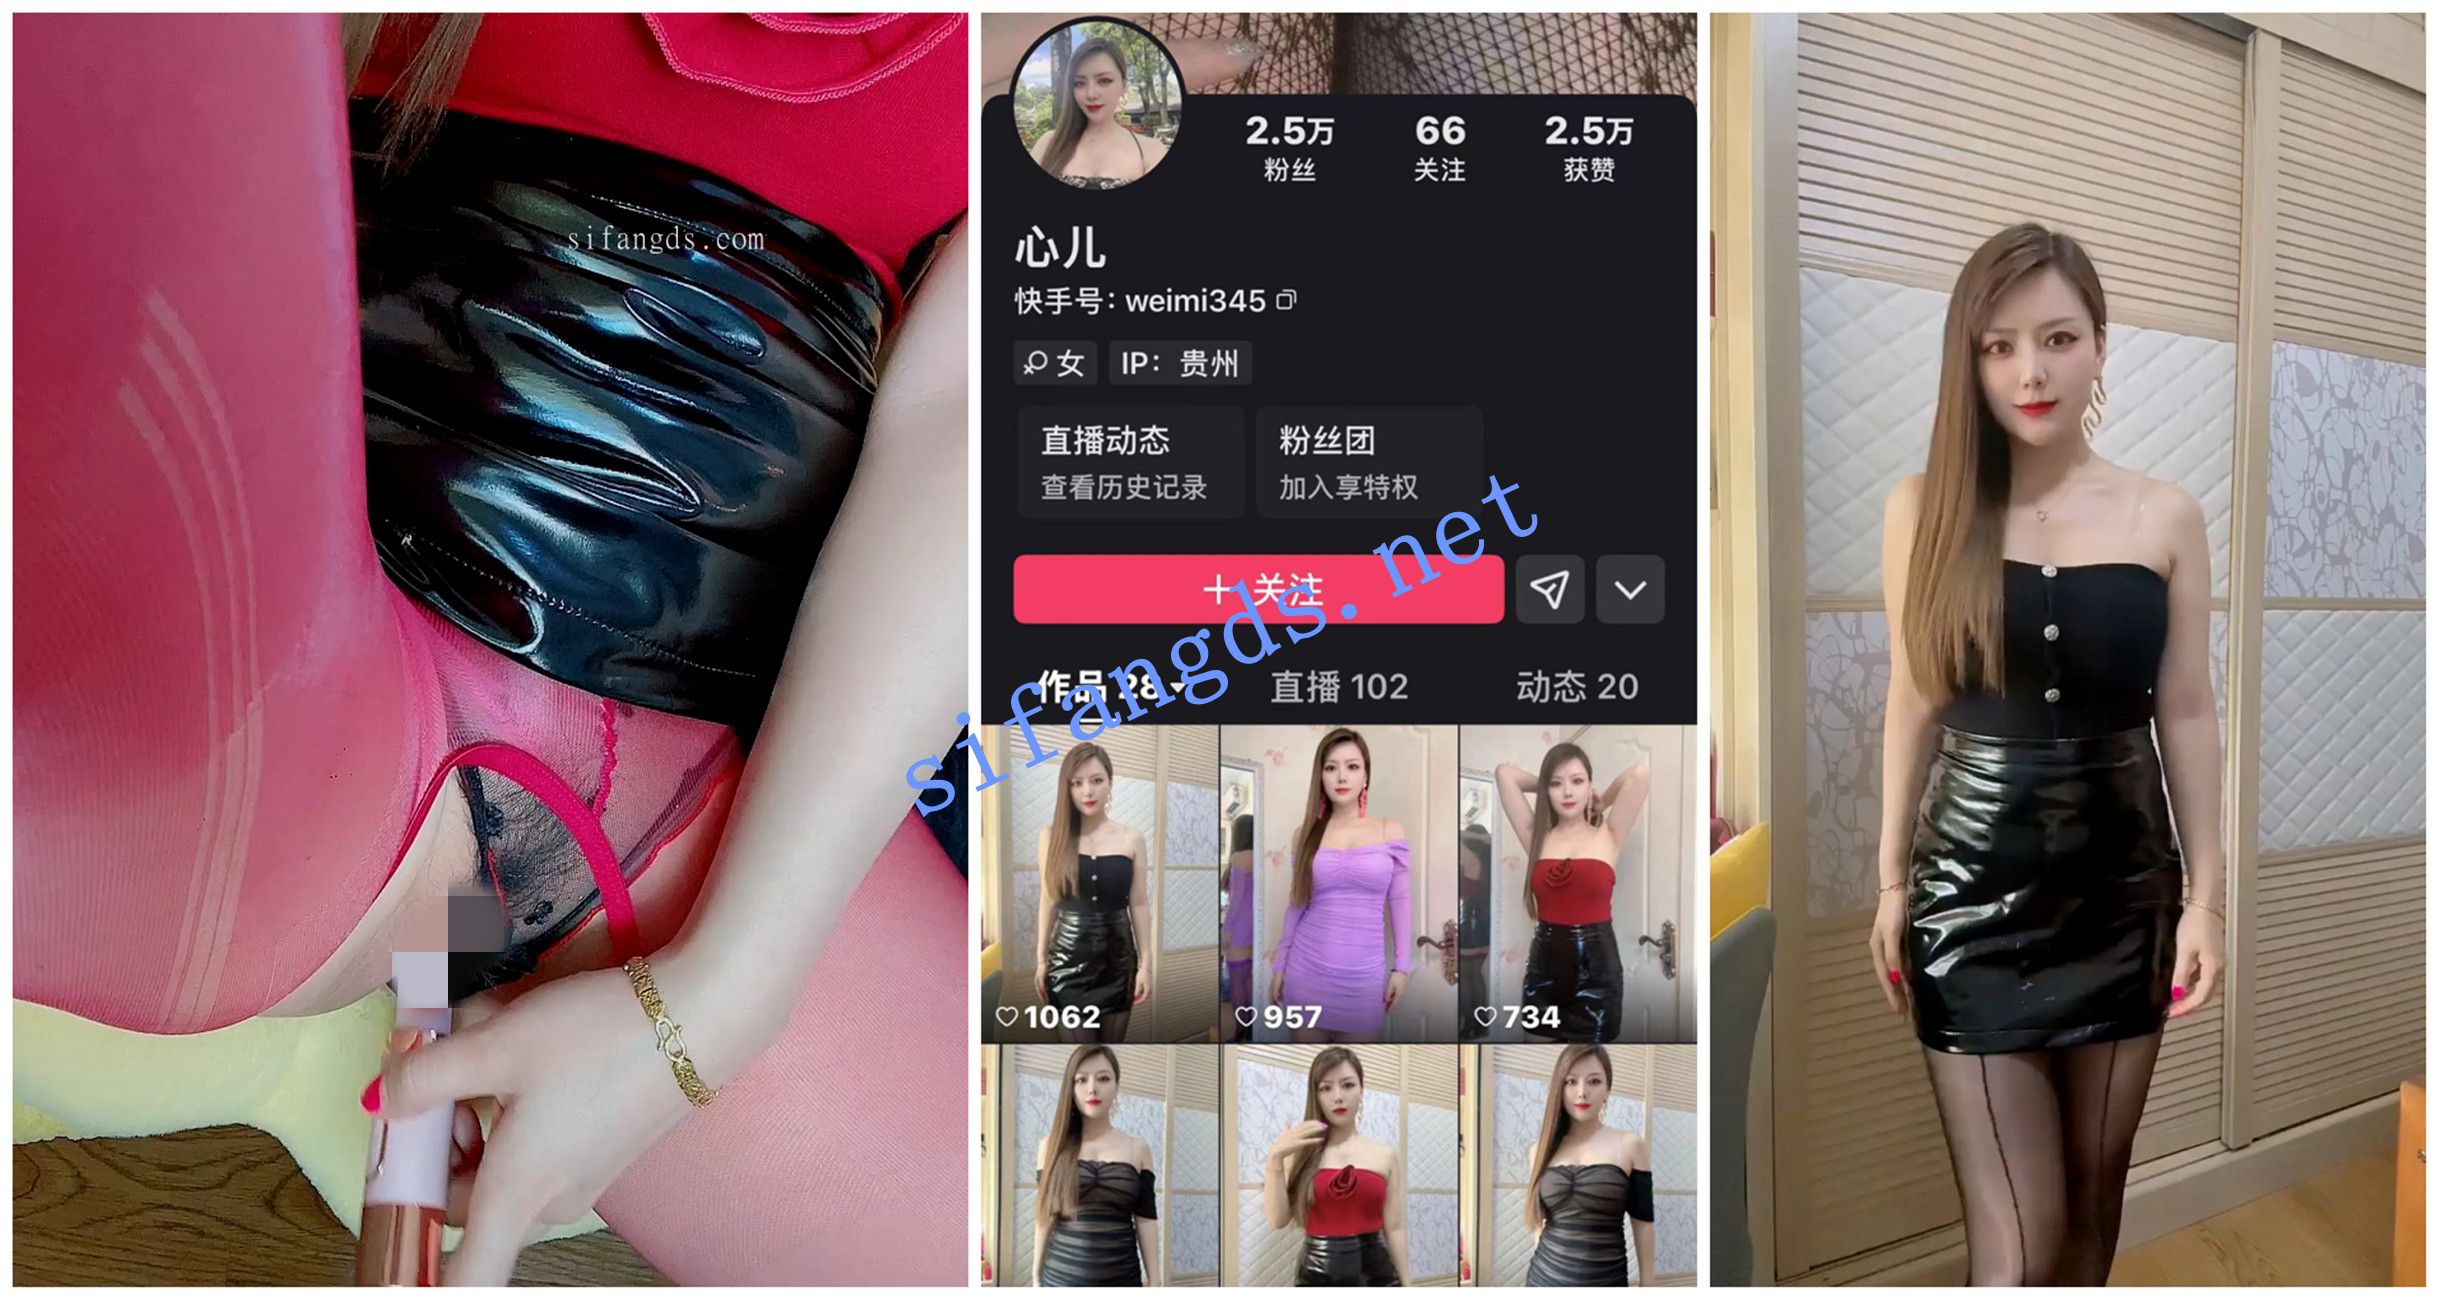 sifangds.com
2.5万
66
2.5万
粉丝
关注
获赞
心儿
快手号：weimi345
女
IP：贵州
直播动态
粉丝团
查看历史记录
加入享特权
关注
作品 28
直播 102
动态 20
sifangds.net
1062
957
734